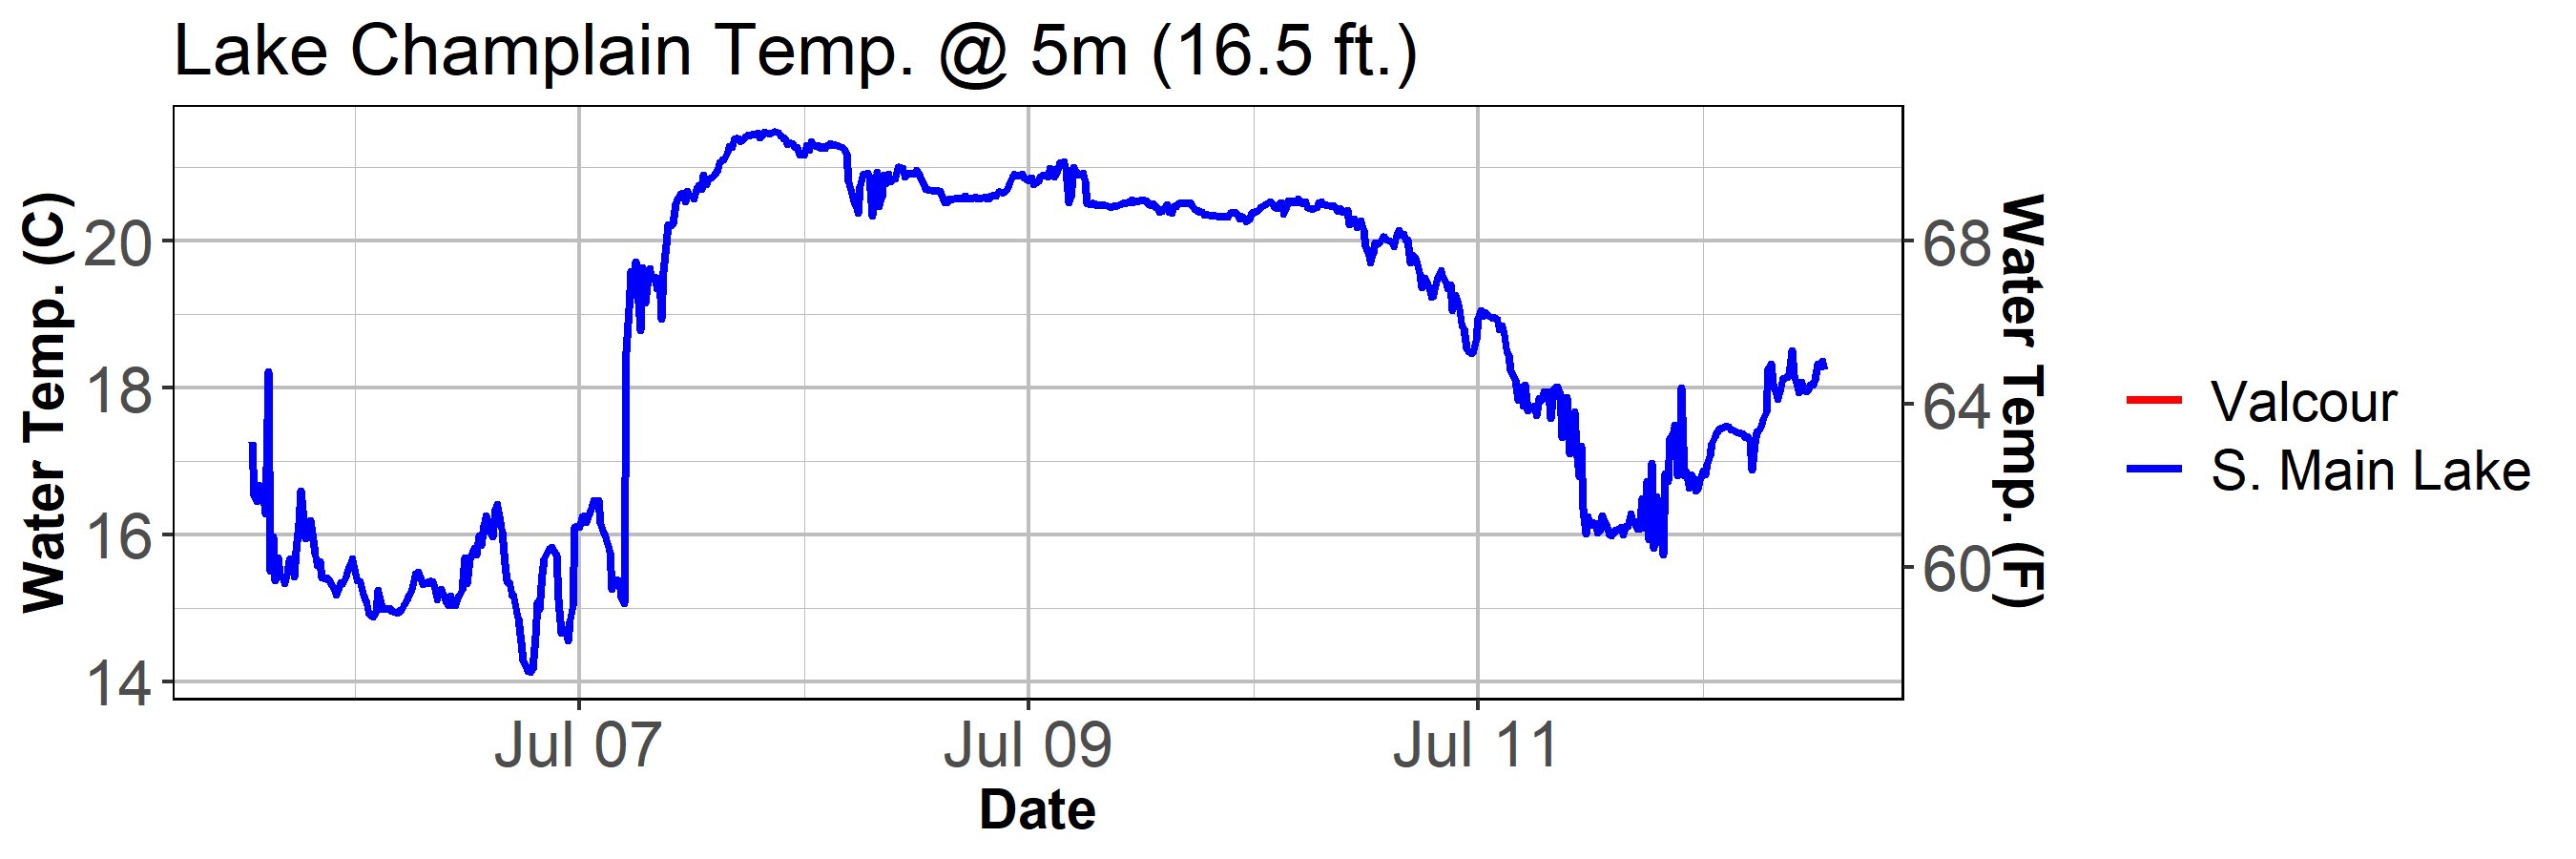 Lake Champlain Temp. @ 5m (16.5 ft.)
Water Temp. (C)
20
18
16
14
68
64
60
Water Temp. (F)
Jul 07
Jul 09
Jul 11
Date
Valcour
S. Main Lake